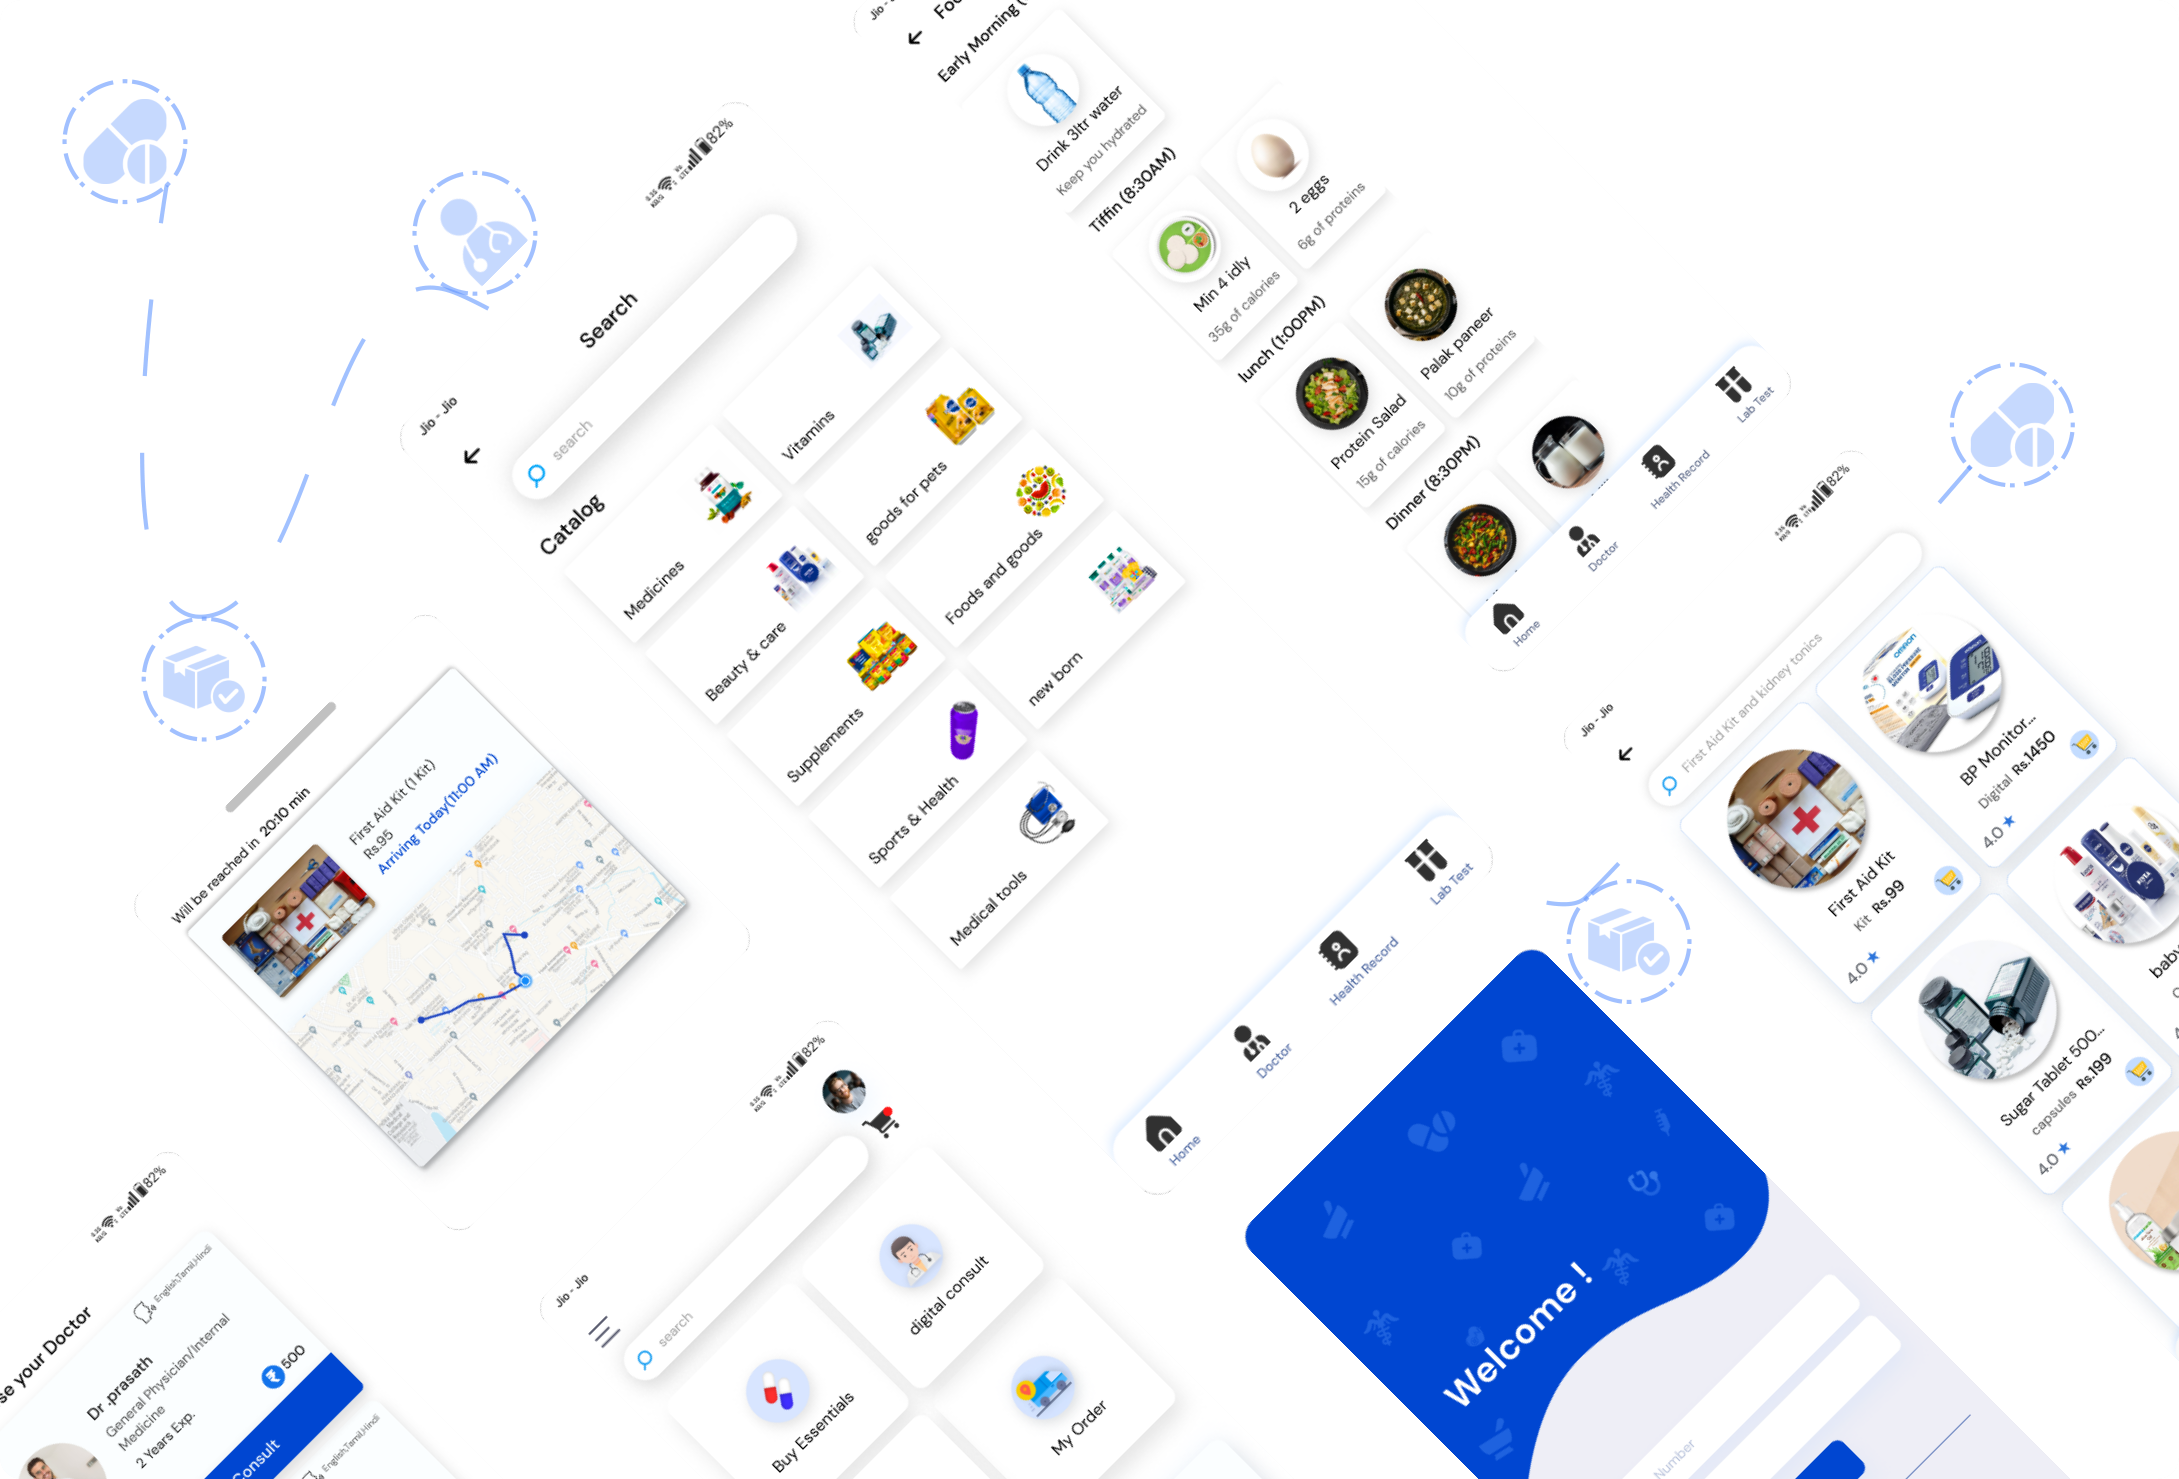 Jio - Jio
Early Morning (
Drink 3ltr water
Keep you hydrated
Tiffin (8:30AM)
2 eggs
6g of proteins
Min 4 idly
35g of calories
lunch (1:00PM)
Palak paneer
10g of proteins
Protein Salad
15g of calories
Dinner (8:30PM)
Home
Doctor
Health Record
Lab Test
Jio - Jio
82%
Search
search
Catalog
Medicines
Vitamins
Beauty & care
goods for pets
Supplements
Foods and goods
Sports & Health
new born
Medical tools
Home
Doctor
Health Record
Lab Test
Will be reached in 20:10 min
First Aid Kit (1 Kit)
Rs.95
Arriving Today(11:00 AM)
Jio - Jio
82%
First Aid Kit and kidney tonics
First Aid Kit
Kit Rs.99
4.0
BP Monitor...
Digital Rs.1450
4.0
OMRON
NIVEA
Sugar Tablet 500...
capsules Rs.199
4.0
baby
82%
se your Doctor
English,Tamil,Hindi
Dr .prasath
General Physician/Internal
Medicine
2 Years Exp.
₹ 500
Consult
English,Tamil,Hindi
Jio - Jio
82%
search
Buy Essentials
digital consult
My Order
Welcome !
Number